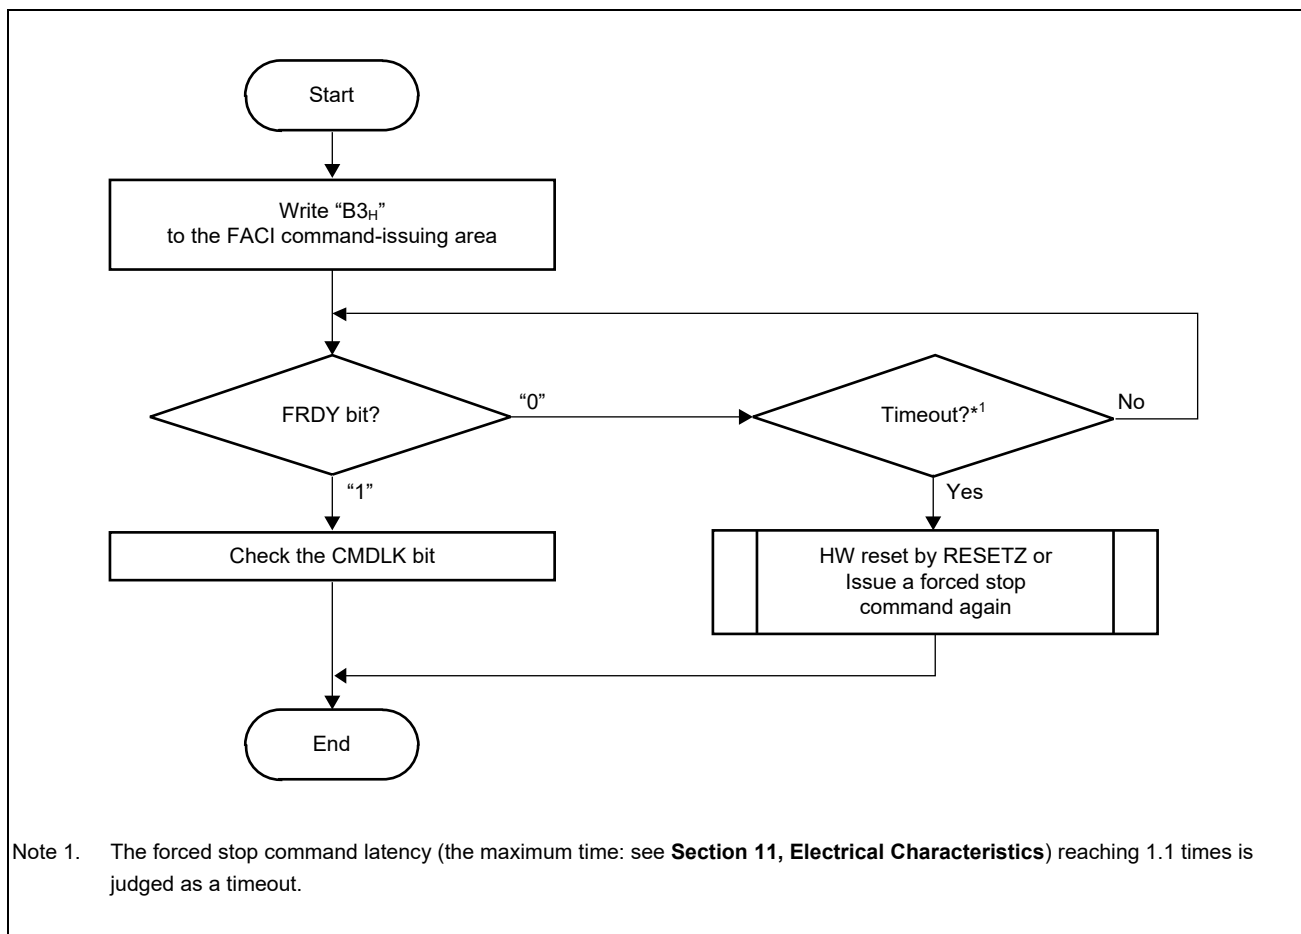 Start
Write “B3H”
to the FACI command-issuing area
FRDY bit?
“0”
Timeout?*1
No
“1”
Yes
Check the CMDLK bit
HW reset by RESETZ or
Issue a forced stop
command again
End
Note 1. The forced stop command latency (the maximum time: see Section 11, Electrical Characteristics) reaching 1.1 times is
judged as a timeout.